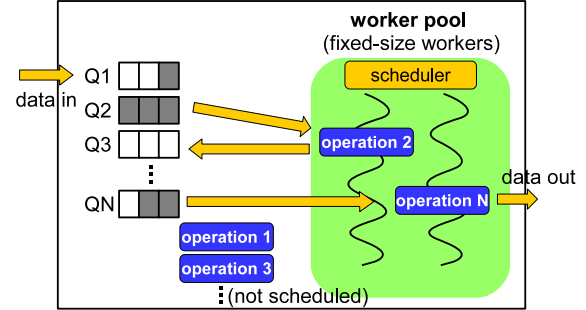 worker pool
(fixed-size workers)
scheduler
Q1
data in
Q2
Q3
operation 2
data out
QN
operation N
operation 1
operation 3
(not scheduled)